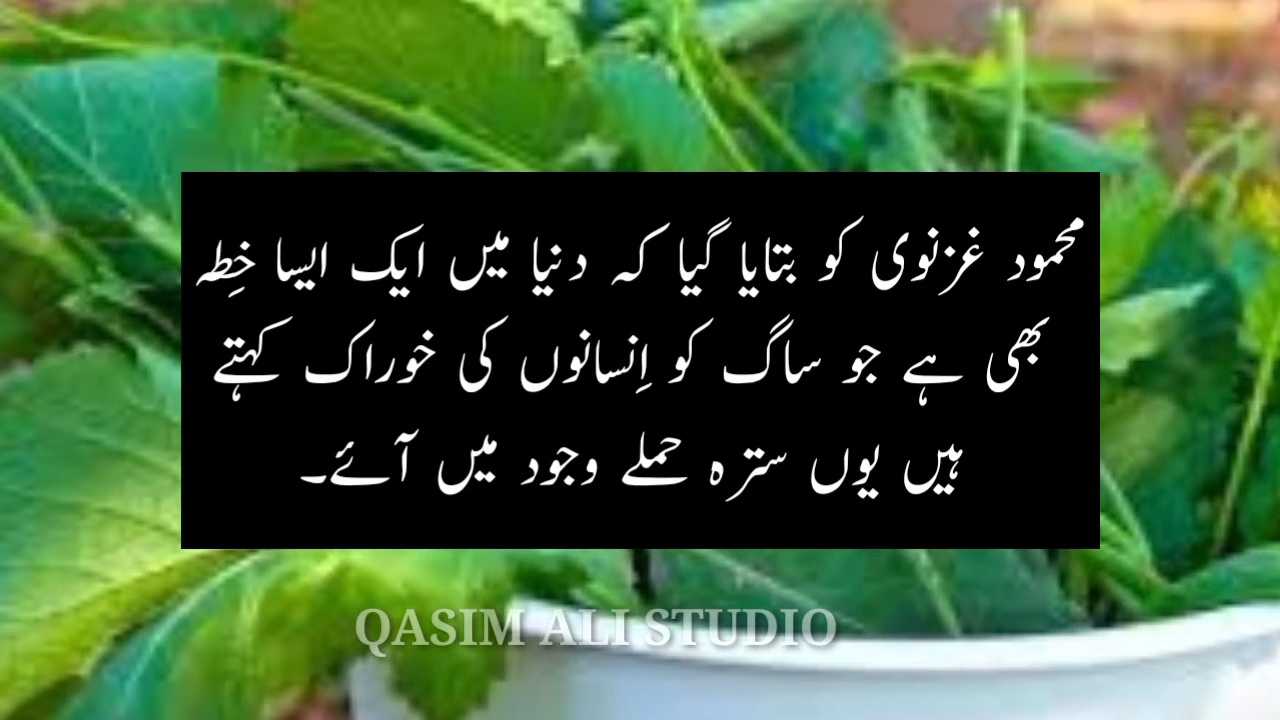 محمود غزنوی کو بتایا گیا کہ دنیا میں ایک ایسا خِطہ
بھی ہے جو ساگ کو اِنسانوں کی خوراک کہتے
ہیں یوں سترہ حملے وجود میں آئے۔
QASIM ALI STUDIO